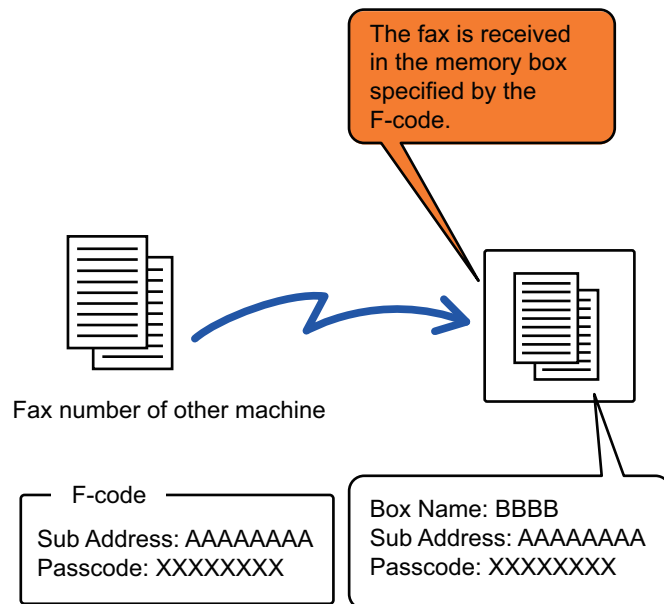 The fax is received
in the memory box
specified by the
F-code.
Fax number of other machine
F-code
Sub Address: AAAAAAAA
Passcode: XXXXXXXX
Box Name: BBBB
Sub Address: AAAAAAAA
Passcode: XXXXXXXX